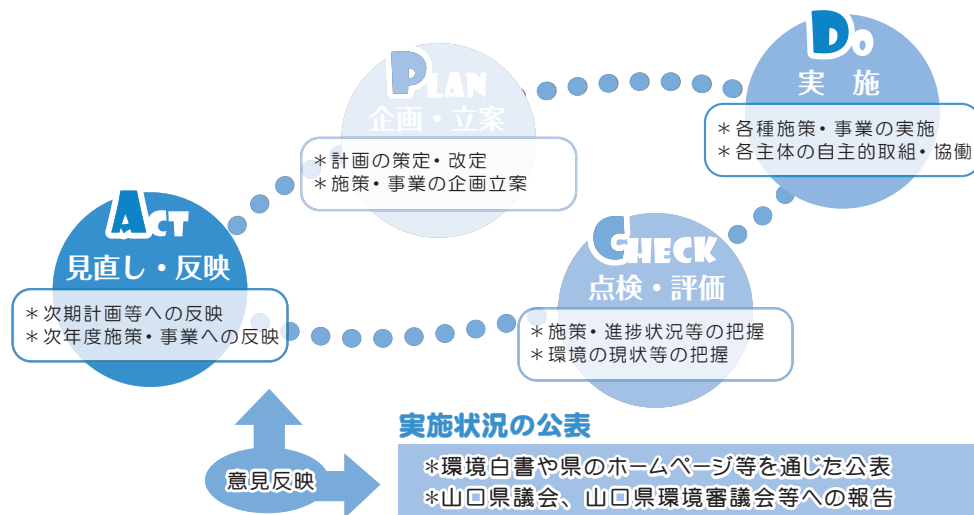 PLAN
企画・立案
＊計画の策定・改定
＊施策・事業の企画立案
Do
実　施
＊各種施策・事業の実施
＊各主体の自主的取組・協働
CHECK
点検・評価
＊施策・進捗状況等の把握
＊環境の現状等の把握
ACT
見直し・反映
＊次期計画等への反映
＊次年度施策・事業への反映
意見反映
実施状況の公表
＊環境白書や県のホームページ等を通じた公表
＊山口県議会、山口県環境審議会等への報告